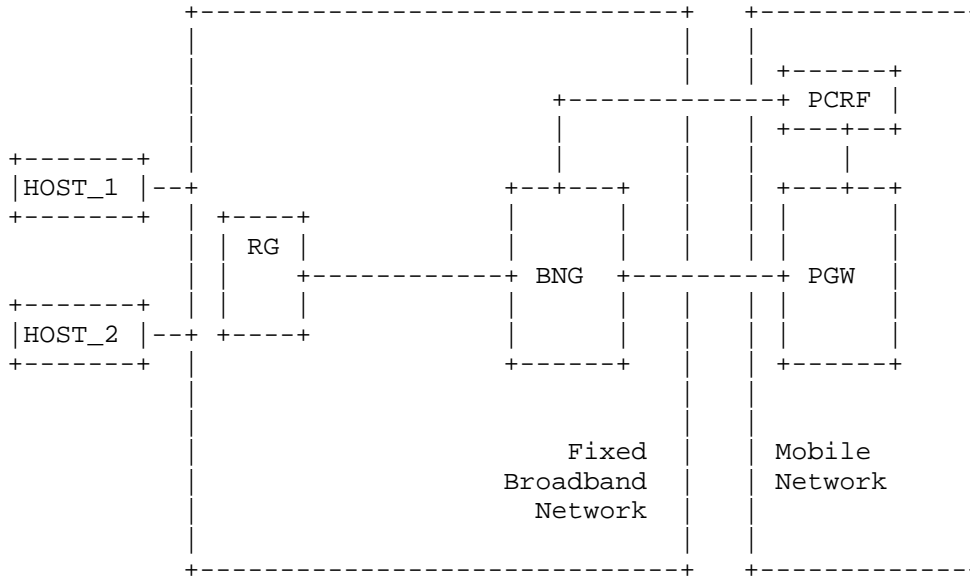 PCRF
HOST_1
RG
BNG
PGW
HOST_2
Fixed Mobile
Broadband Network
Network